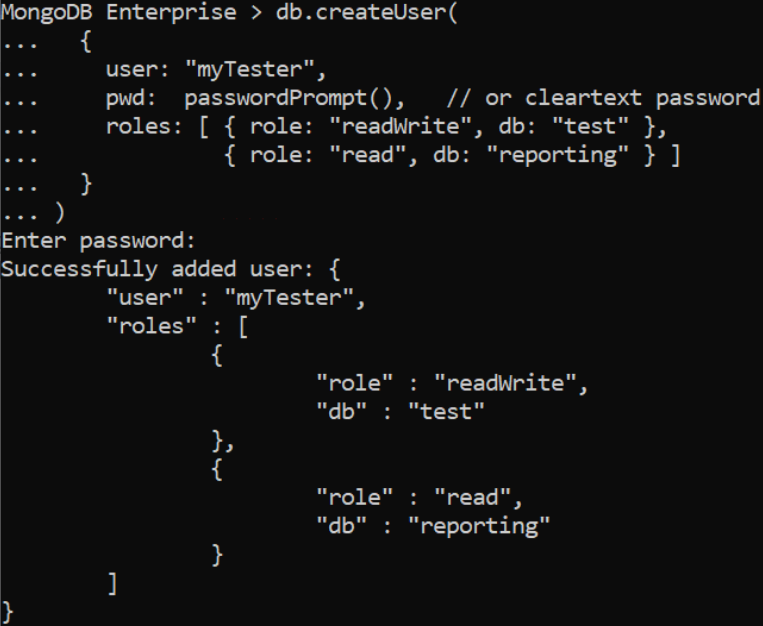 MongoDB Enterprise > db.createUser(
...   {
...     user: "myTester",
...     pwd:  passwordPrompt(),   // or cleartext password
...     roles: [ { role: "readWrite", db: "test" },
...              { role: "read", db: "reporting" } ]
...   }
... )
Enter password:
Successfully added user: {
        "user" : "myTester",
        "roles" : [
                {
                        "role" : "readWrite",
                        "db" : "test"
                },
                {
                        "role" : "read",
                        "db" : "reporting"
                }
        ]
}